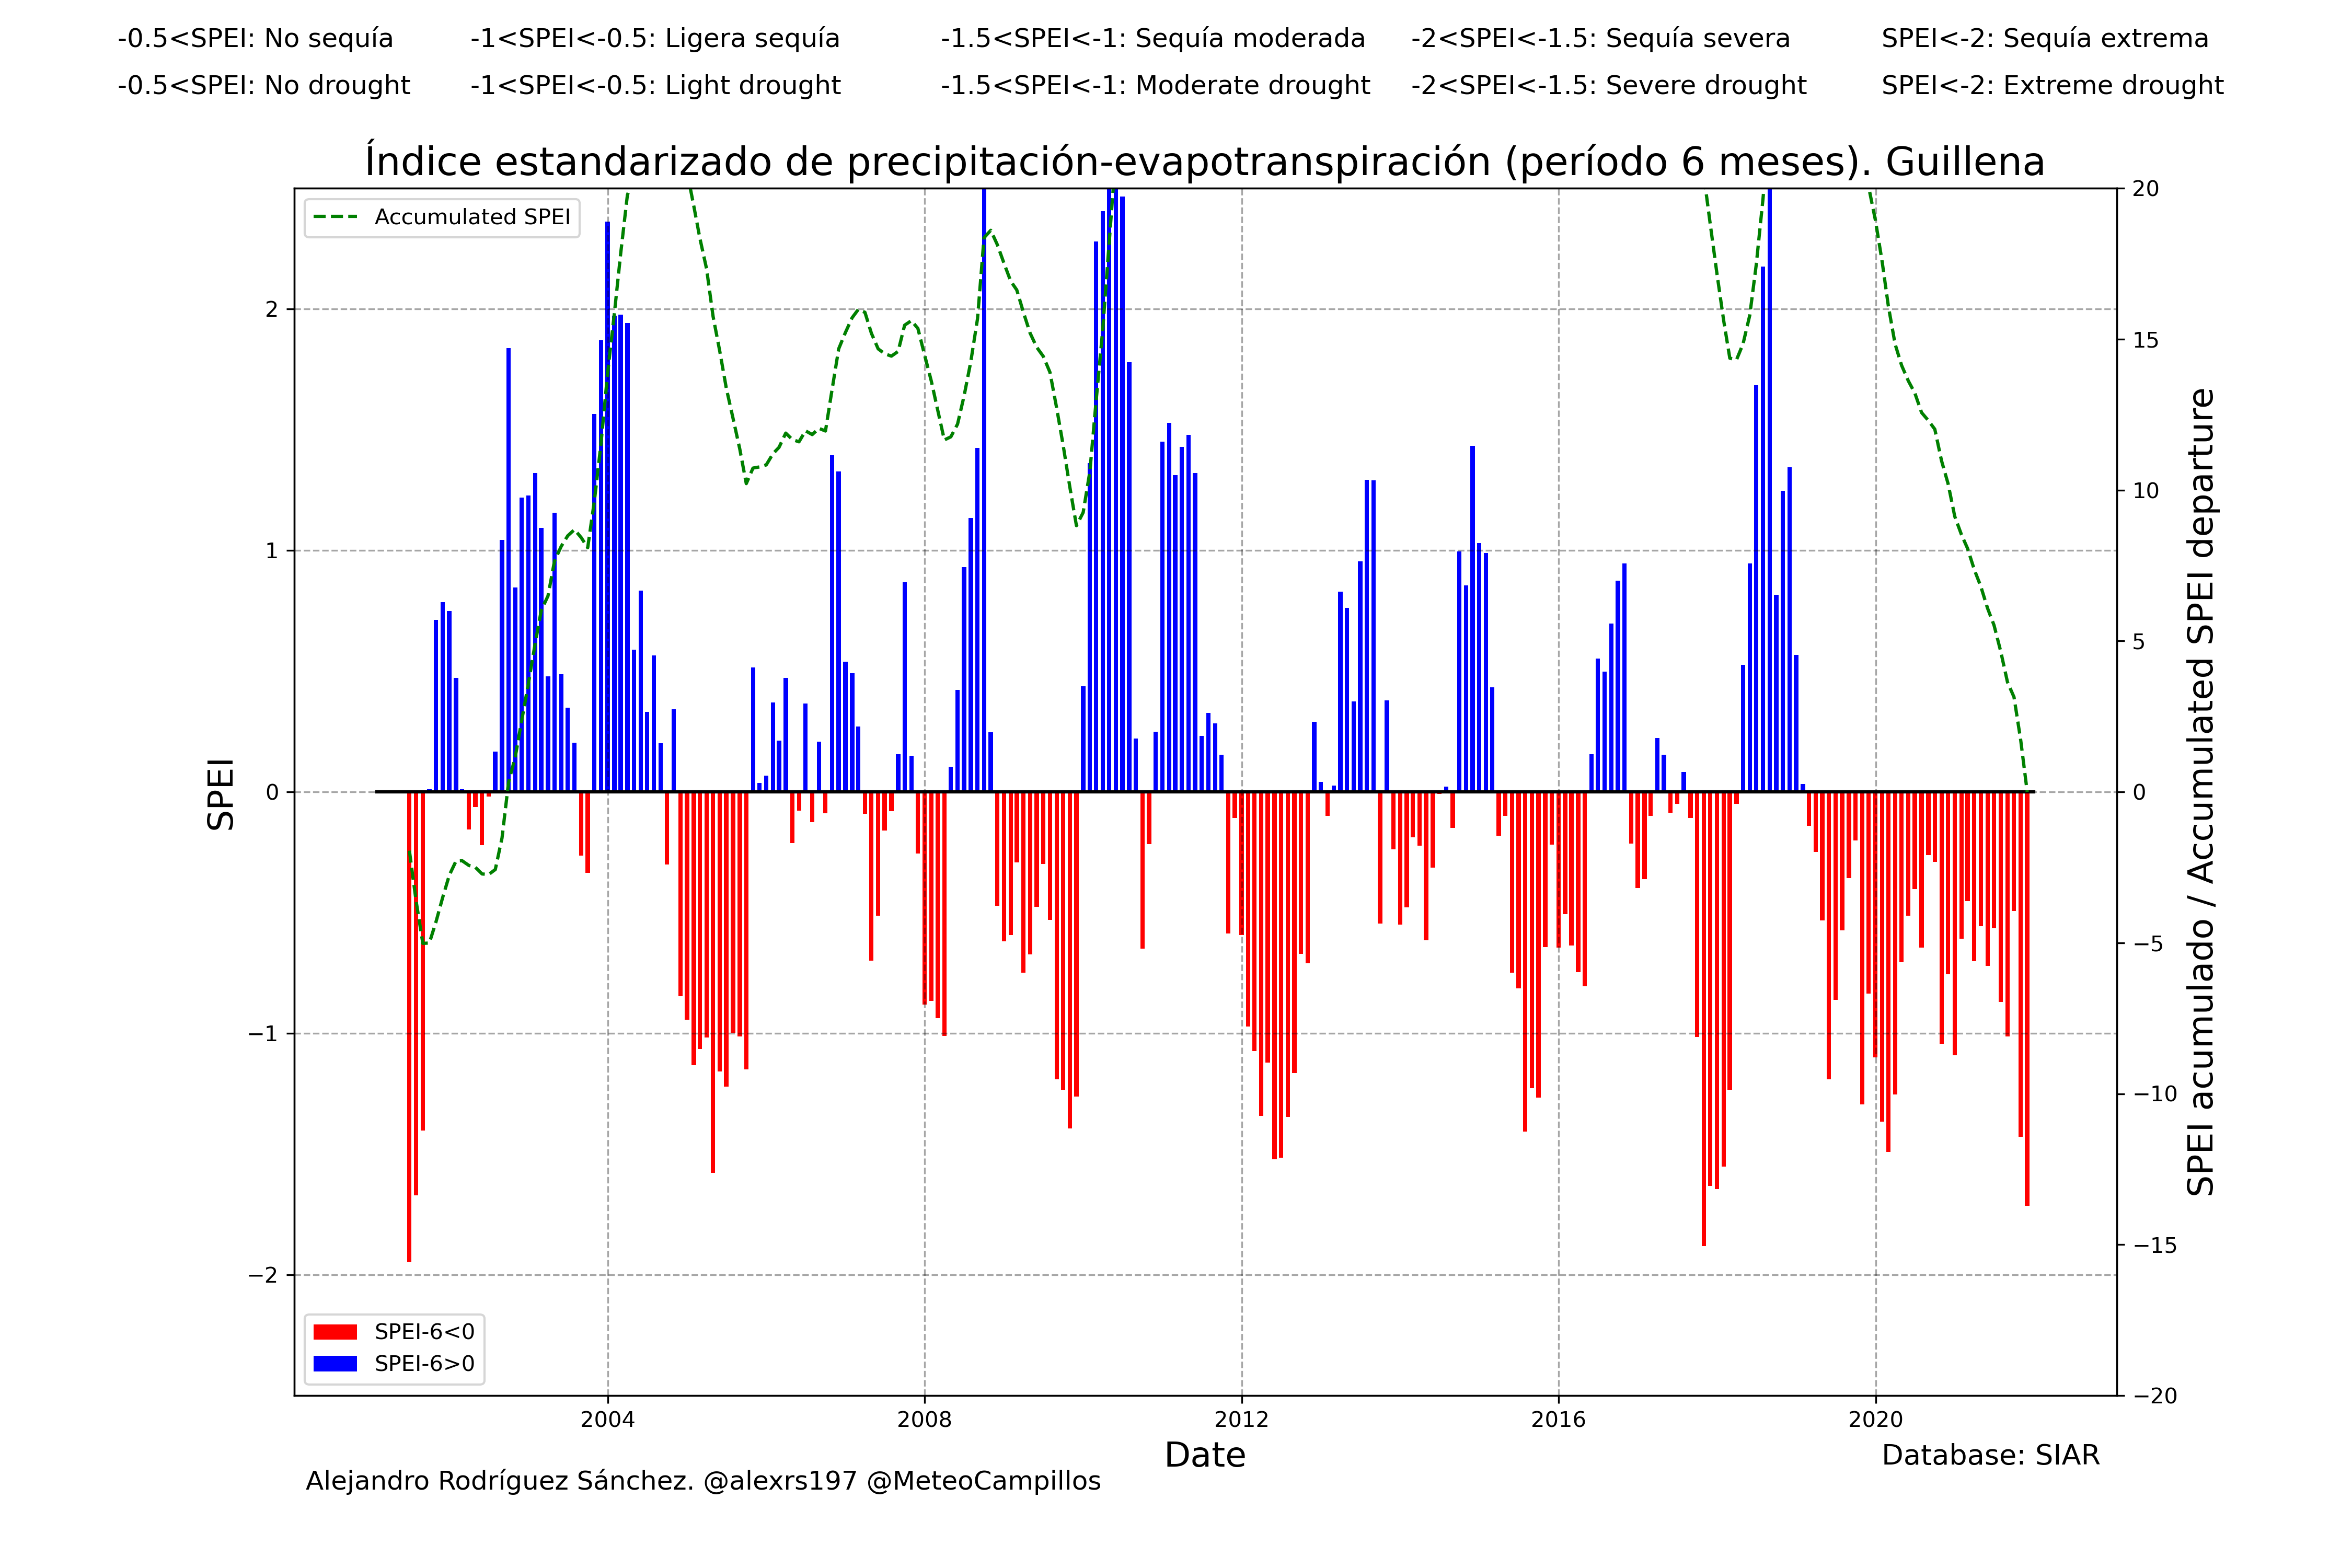 -0.5<SPEI: No sequía -1<SPEI<-0.5: Ligera sequía -1.5<SPEI<-1: Sequía moderada -2<SPEI<-1.5: Sequía severa SPEI<-2: Sequía extrema
-0.5<SPEI: No drought -1<SPEI<-0.5: Light drought -1.5<SPEI<-1: Moderate drought -2<SPEI<-1.5: Severe drought SPEI<-2: Extreme drought
Índice estandarizado de precipitación-evapotranspiración (período 6 meses). Guillena
Accumulated SPEI
SPEI
2
1
0
−1
−2
20
15
10
5
0
−5
−10
−15
−20
SPEI acumulado / Accumulated SPEI departure
SPEI-6<0
SPEI-6>0
2004 2008 2012 2016 2020
Date
Database: SIAR
Alejandro Rodríguez Sánchez. @alexrs197 @MeteoCampillos